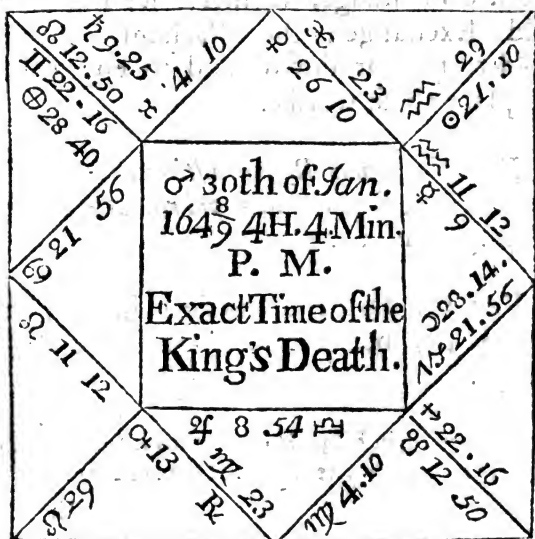 ♄ 9.25
☊ 12.50
♊ 22.16
⊕ 28 40
4 10
♀ 26 10
23
♒ 29
☉ 21.30
♋ 21 56
♂ 30th of Jan.
164 8/9 4H. 4 Min.
P. M.
Exact Time of the
King's Death.
♒ 11 12
☿ 9
☽ 28.14.
♑ 21.56
♌ 11 12
♃ 8.54 ♎
♐ 22.16
☋ 12 50
13 ℞
♍ 23
♌ 29
♏ 4.10